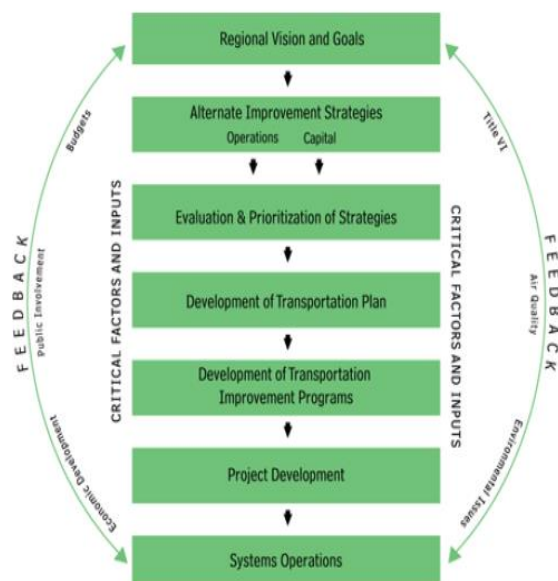 Regional Vision and Goals
Alternate Improvement Strategies
Operations Capital
Evaluation & Prioritization of Strategies
Development of Transportation Plan
Development of Transportation
Improvement Programs
Project Development
Systems Operations
FEEDBACK
Budgets
Public Involvement
Economic Development
CRITICAL FACTORS AND INPUTS
CRITICAL FACTORS AND INPUTS
Title VI
Air Quality
Environmental Issues
FEEDBACK